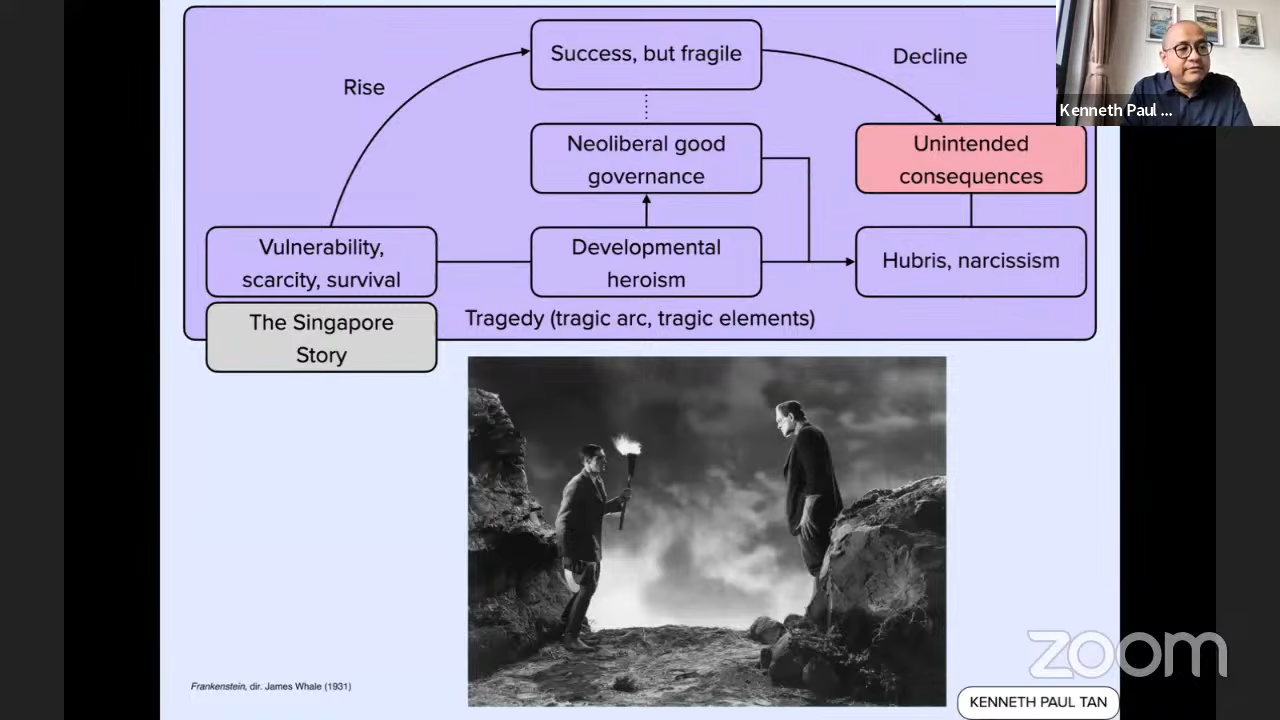 Success, but fragile
Decline
Rise
Kenneth Paul ...
Neoliberal good
governance
Unintended
consequences
Vulnerability,
scarcity, survival
Developmental
heroism
Hubris, narcissism
The Singapore
Story
Tragedy (tragic arc, tragic elements)
zoom
Frankenstein, dir. James Whale (1931)
KENNETH PAUL TAN